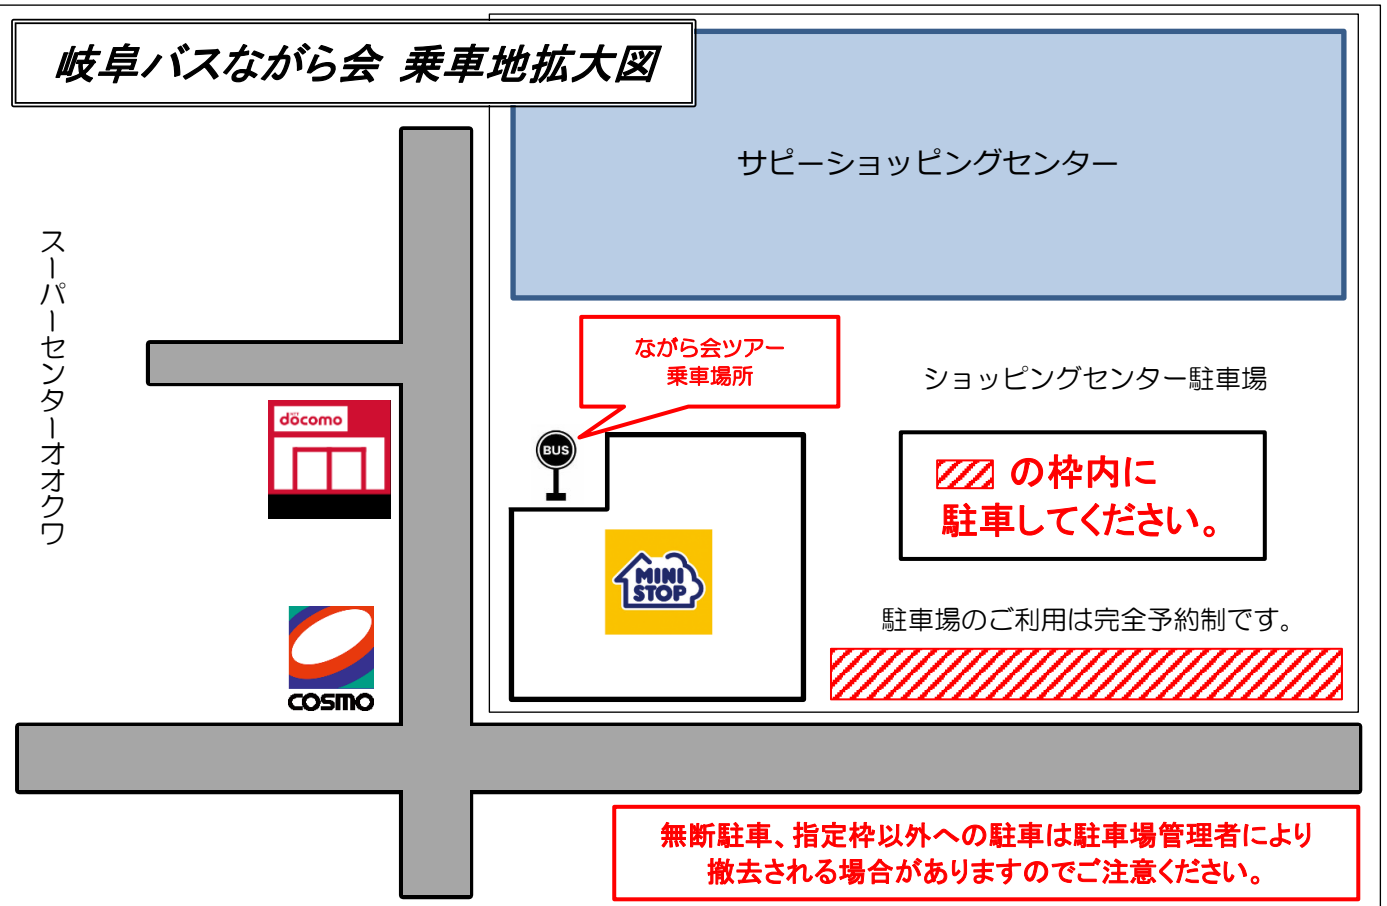 岐阜バスながら会 乗車地拡大図
サピーショッピングセンター
スーパーセンターオオクワ
ながら会ツアー
乗車場所
ショッピングセンター駐車場
döcomo
BUS
の枠内に
駐車してください。
MINI
STOP
駐車場のご利用は完全予約制です。
COSMO
無断駐車、指定枠以外への駐車は駐車場管理者により
撤去される場合がありますのでご注意ください。